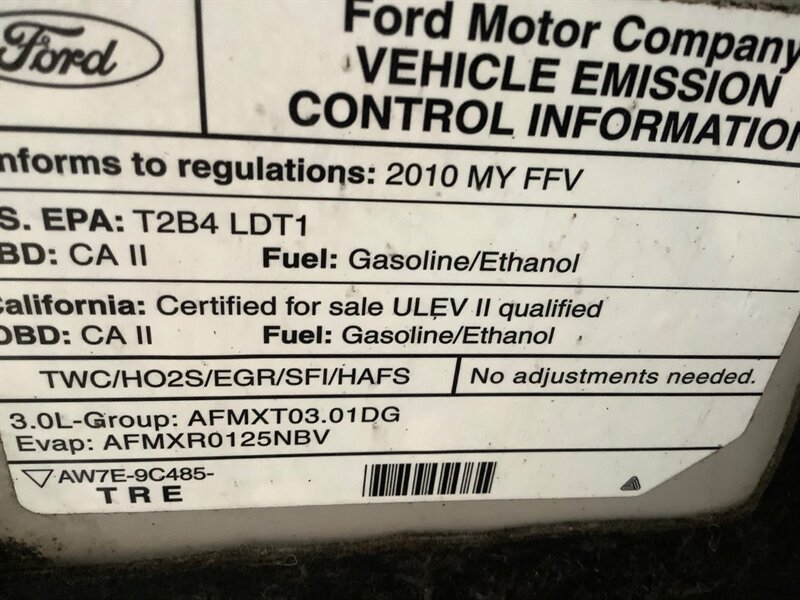 Ford
Ford Motor Company
VEHICLE EMISSION
CONTROL INFORMATION
nforms to regulations: 2010 MY FFV
S. EPA: T2B4 LDT1
BD: CA II Fuel: Gasoline/Ethanol
California: Certified for sale ULEV II qualified
OBD: CA II Fuel: Gasoline/Ethanol
TWC/HO2S/EGR/SFI/HAFS No adjustments needed.
3.0L-Group: AFMXT03.01DG
Evap: AFMXR0125NBV
AW7E-9C485-
TRE